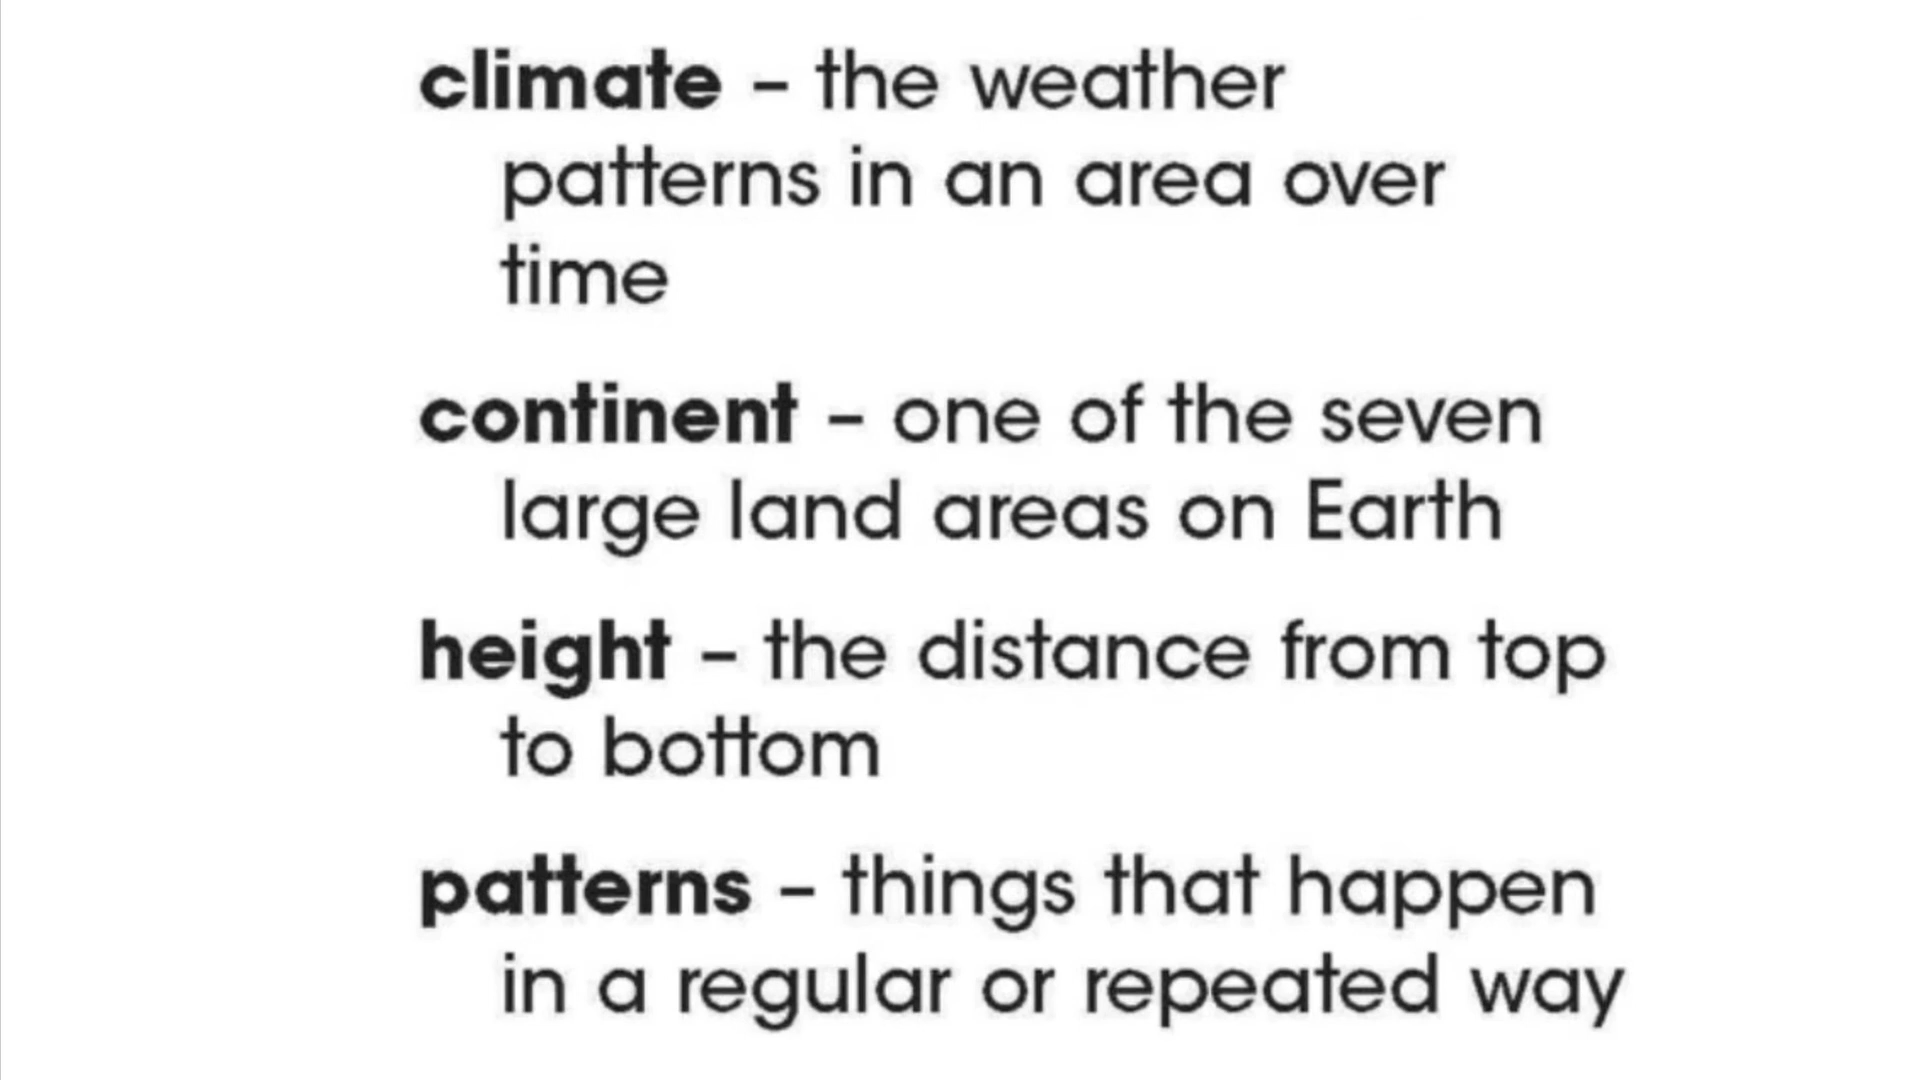 climate – the weather
patterns in an area over
time
continent – one of the seven
large land areas on Earth
height – the distance from top
to bottom
patterns – things that happen
in a regular or repeated way